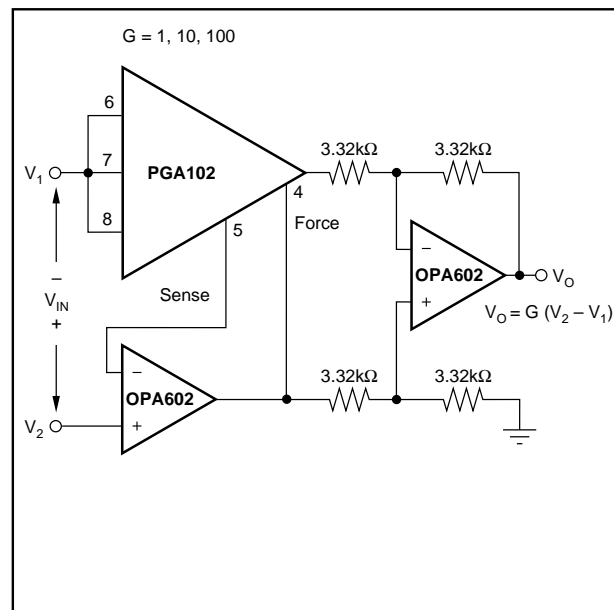 G = 1, 10, 100
6
7
8
V₁
PGA102
4
5
Force
Sense
3.32kΩ
3.32kΩ
−
VIN
+
−
OPA602
+
V₂
−
OPA602
+
V_O
V_O = G (V₂ – V₁)
3.32kΩ
3.32kΩ